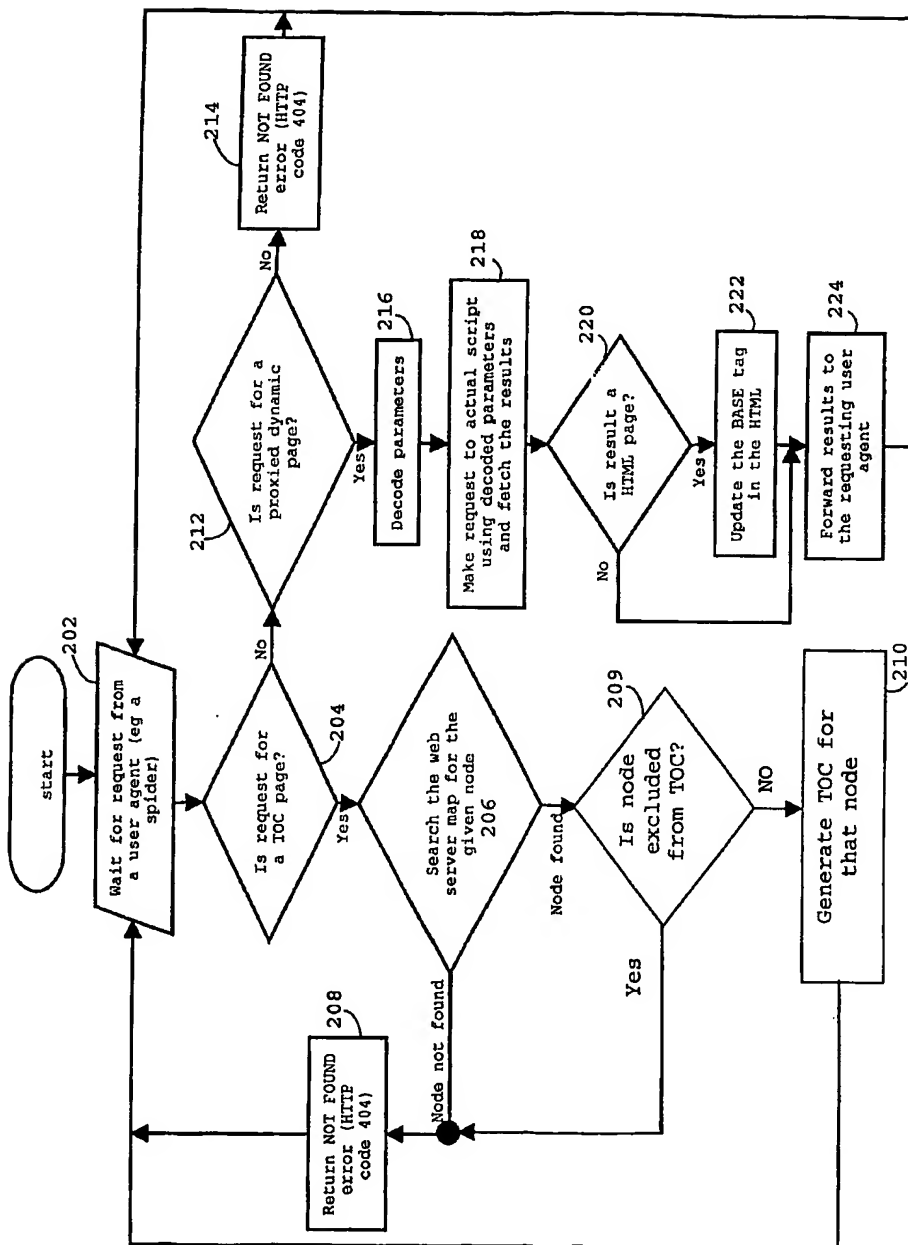 start
202
Wait for request from
a user agent (eg a
spider)
Is request for
a TOC page?
204
Yes
No
Search the web
server map for the
given node
206
Node not found
Node found
208
Return NOT FOUND
error (HTTP
code 404)
209
Is node
excluded
from TOC?
Yes
NO
Generate TOC for
that node
210
212
Is request for a
proxied dynamic
page?
No
Yes
214
Return NOT FOUND
error (HTTP
code 404)
216
Decode parameters
218
Make request to actual script
using decoded parameters
and fetch the results
220
Is result a
HTML page?
No
Yes
222
Update the BASE tag
in the HTML
224
Forward results to
the requesting user
agent